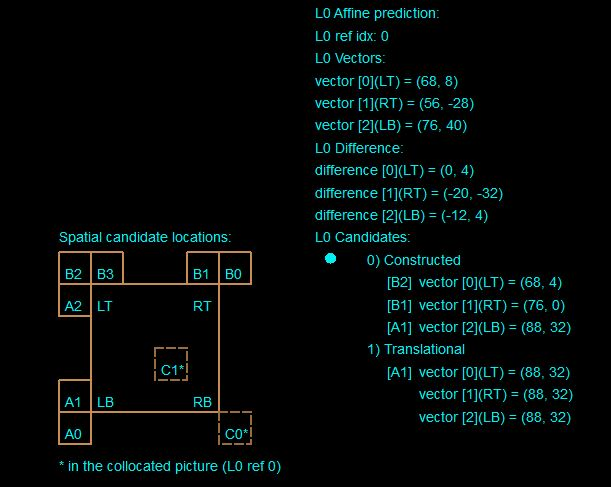 L0 Affine prediction:
L0 ref idx: 0
L0 Vectors:
vector [0](LT) = (68, 8)
vector [1](RT) = (56, -28)
vector [2](LB) = (76, 40)
L0 Difference:
difference [0](LT) = (0, 4)
difference [1](RT) = (-20, -32)
difference [2](LB) = (-12, 4)
L0 Candidates:
0) Constructed
[B2] vector [0](LT) = (68, 4)
[B1] vector [1](RT) = (76, 0)
[A1] vector [2](LB) = (88, 32)
1) Translational
[A1] vector [0](LT) = (88, 32)
vector [1](RT) = (88, 32)
vector [2](LB) = (88, 32)
Spatial candidate locations:
B2 B3 B1 B0
A2 LT RT
C1*
A1 LB RB
A0 C0*
* in the collocated picture (L0 ref 0)